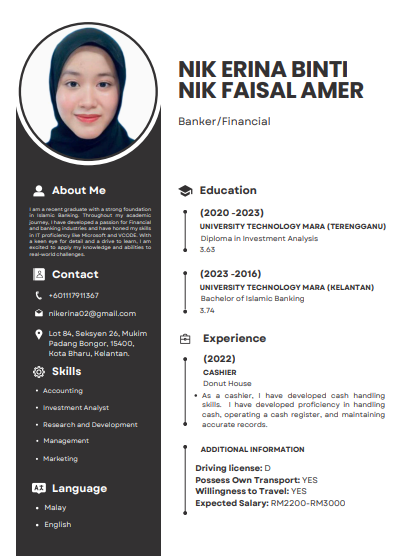 NIK ERINA BINTI
NIK FAISAL AMER
Banker/Financial
About Me
I am a recent graduate with a strong foundation
in Islamic Banking. Throughout my academic
journey, I have developed a passion for Financial
and banking industries and have honed my skills
in IT proficiency like Microsoft and VCODE. With
a keen eye for detail and a drive to learn, I am
excited to apply my knowledge and abilities to
real-world challenges.
Contact
+601117911367
nikerina02@gmail.com
Lot 84, Seksyen 26, Mukim
Padang Bongor, 15400,
Kota Bharu, Kelantan.
Skills
• Accounting
• Investment Analyst
• Research and Development
• Management
• Marketing
Language
• Malay
• English
Education
(2020 -2023)
UNIVERSITY TECHNOLOGY MARA (TERENGGANU)
Diploma in Investment Analysis
3.63
(2023 -2016)
UNIVERSITY TECHNOLOGY MARA (KELANTAN)
Bachelor of Islamic Banking
3.74
Experience
(2022)
CASHIER
Donut House
• As a cashier, I have developed cash handling
skills. I have developed proficiency in handling
cash, operating a cash register, and maintaining
accurate records.
ADDITIONAL INFORMATION
Driving license: D
Possess Own Transport: YES
Willingness to Travel: YES
Expected Salary: RM2200-RM3000